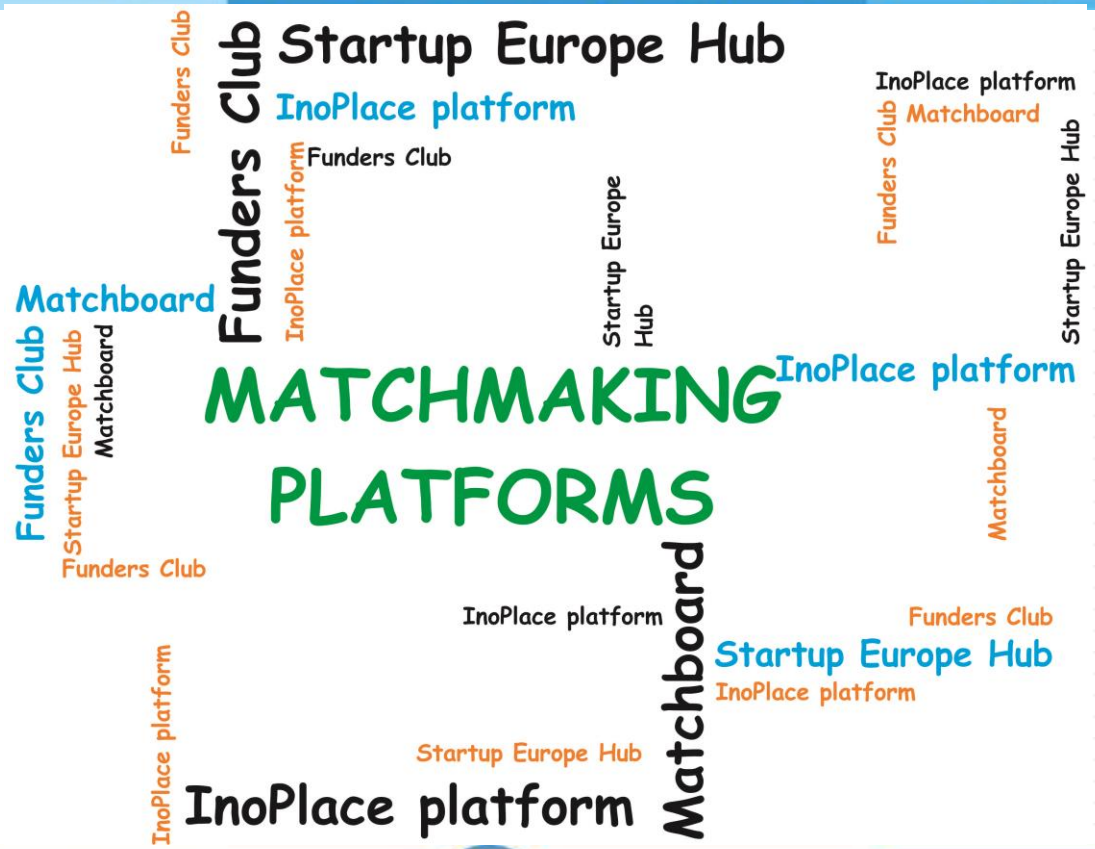 Funders Club
Funders Club
Startup Europe Hub
InoPlace platform
InoPlace platform
Funders Club
Startup Europe
Hub
InoPlace platform
Matchboard
Funders Club
Startup Europe Hub
Matchboard
Funders Club
Startup Europe Hub
Matchboard
MATCHMAKING
PLATFORMS
InoPlace platform
Matchboard
Funders Club
InoPlace platform
Matchboard
Funders Club
Startup Europe Hub
InoPlace platform
InoPlace platform
Startup Europe Hub
InoPlace platform